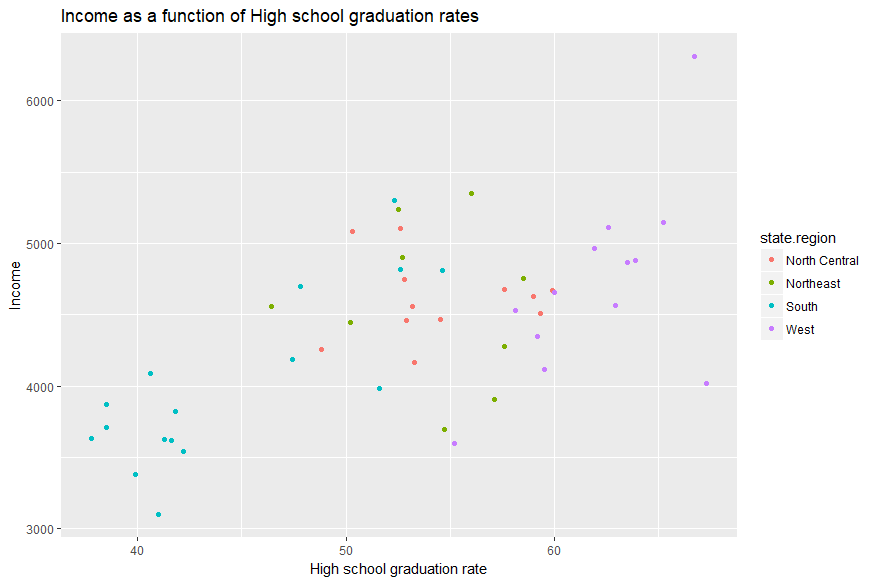 Income as a function of High school graduation rates
6000
5000
4000
3000
Income
40
50
60
High school graduation rate
state.region
North Central
Northeast
South
West